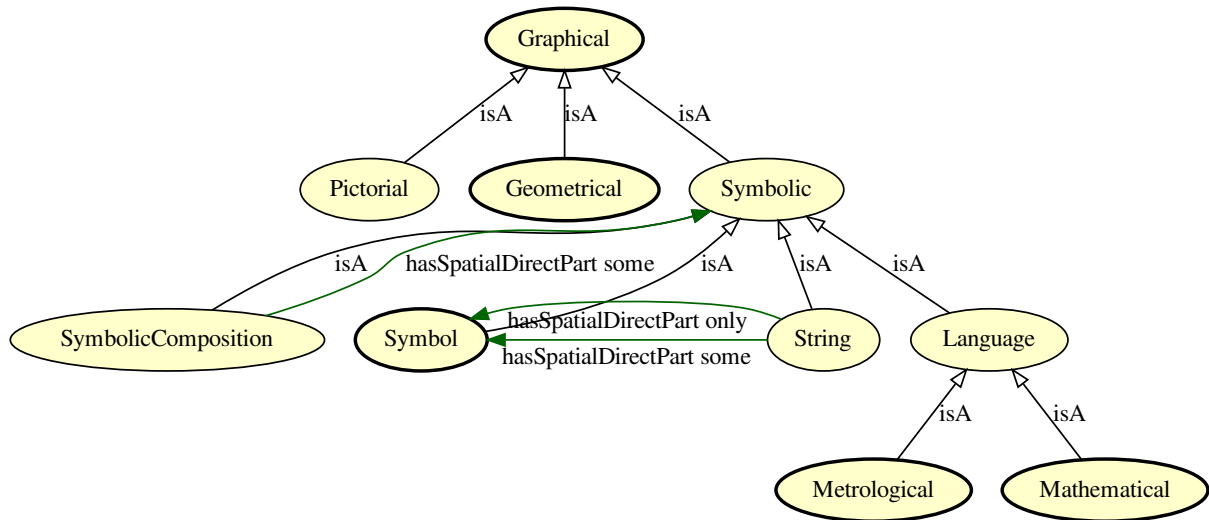 Graphical
isA
isA
isA
Pictorial
Geometrical
Symbolic
isA
hasSpatialDirectPart some
isA
isA
isA
SymbolicComposition
Symbol
hasSpatialDirectPart only
hasSpatialDirectPart some
String
Language
isA
isA
Metrological
Mathematical